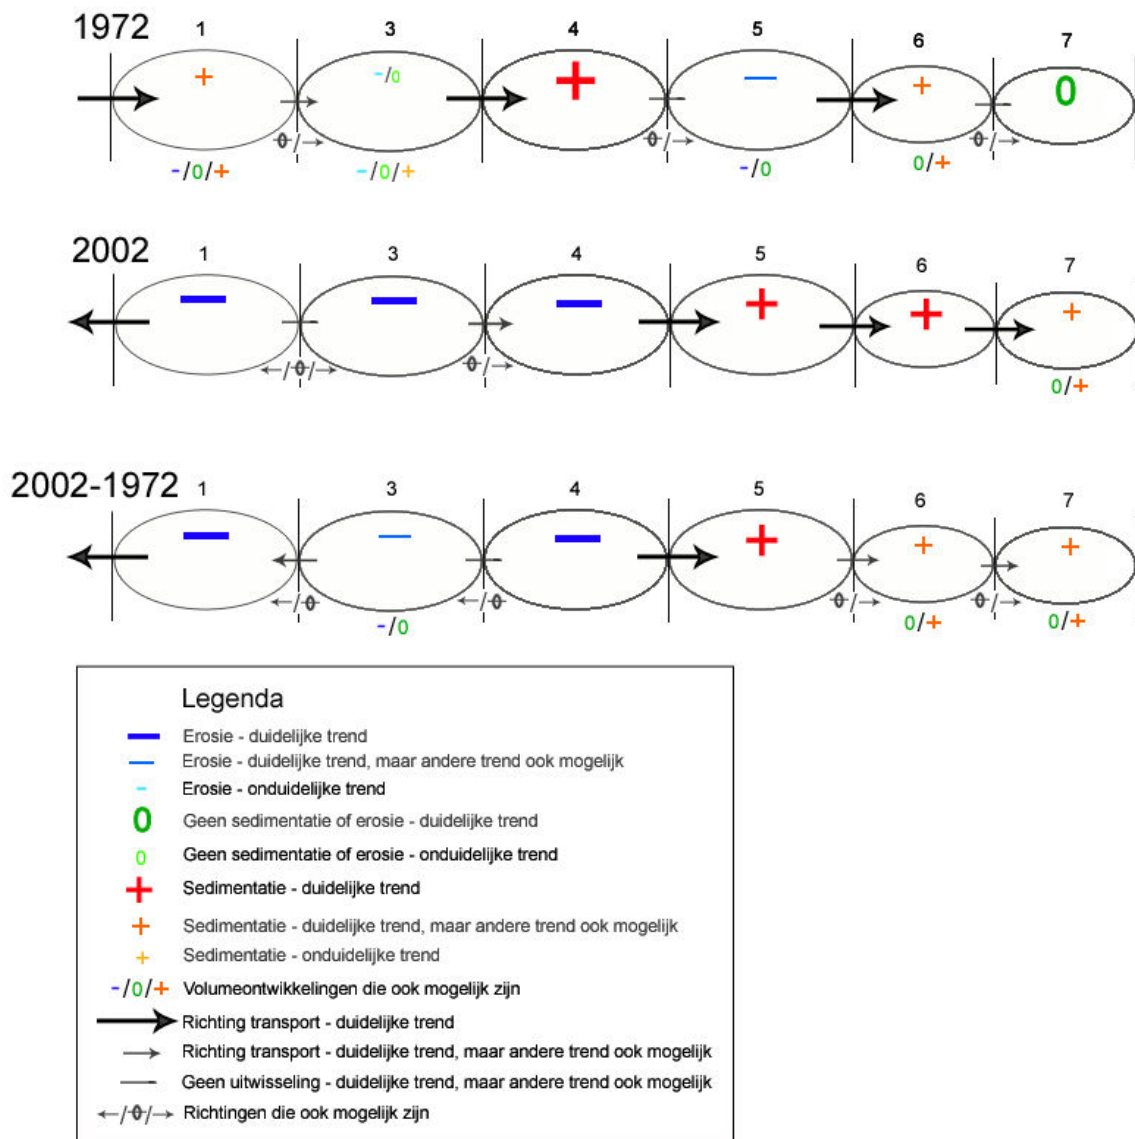 1972
1 3 4 5 6 7
+ -/0 + — + 0
0/→ 0/→ 0/→
-/0/+ -/0/+ -/0 0/+
2002
1 3 4 5 6 7
— — — + + +
←/0/→ 0/→
0/+
2002-1972
1 3 4 5 6 7
— — — + + +
←/0 ←/0 0/→ 0/→
-/0 0/+ 0/+
Legenda
— Erosie - duidelijke trend
— Erosie - duidelijke trend, maar andere trend ook mogelijk
- Erosie - onduidelijke trend
0 Geen sedimentatie of erosie - duidelijke trend
0 Geen sedimentatie of erosie - onduidelijke trend
+ Sedimentatie - duidelijke trend
+ Sedimentatie - duidelijke trend, maar andere trend ook mogelijk
+ Sedimentatie - onduidelijke trend
-/0/+ Volumeontwikkelingen die ook mogelijk zijn
Richting transport - duidelijke trend
Richting transport - duidelijke trend, maar andere trend ook mogelijk
Geen uitwisseling - duidelijke trend, maar andere trend ook mogelijk
←/0/→ Richtingen die ook mogelijk zijn